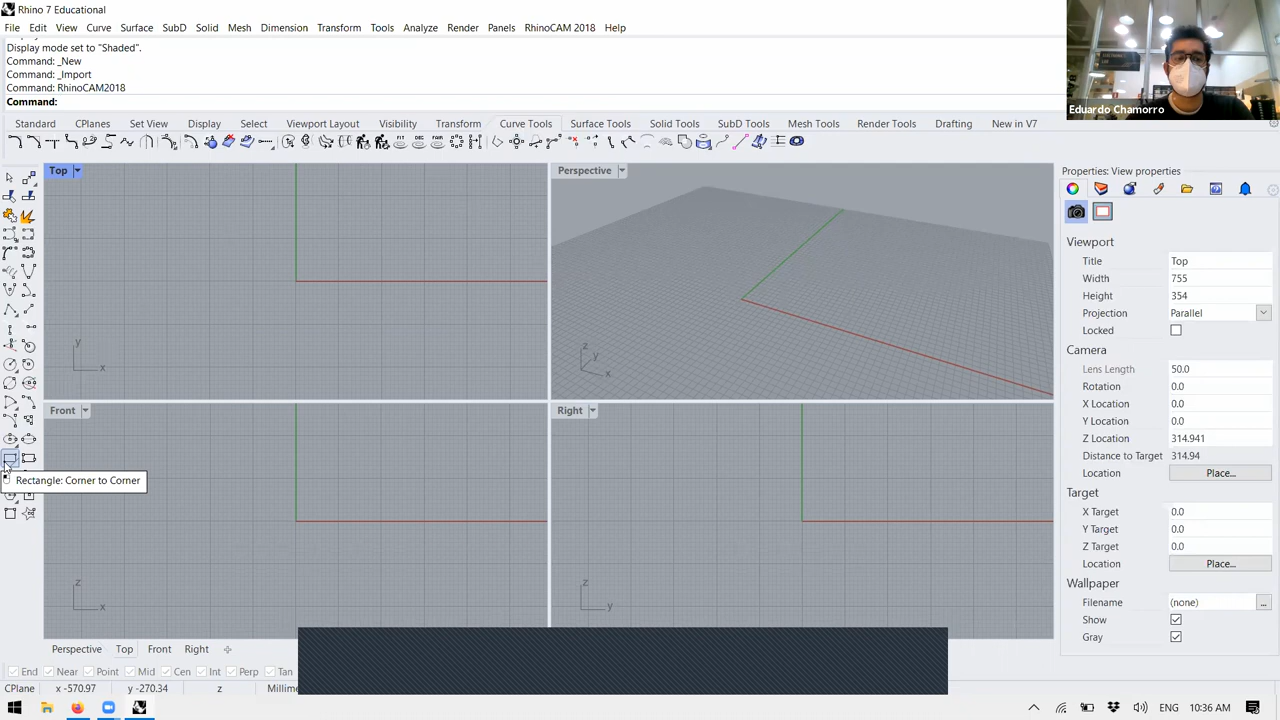 Rhino 7 Educational
File Edit View Curve Surface SubD Solid Mesh Dimension Transform Tools Analyze Render Panels RhinoCAM 2018 Help
Display mode set to "Shaded".
Command: _New
Command: _Import
Command: RhinoCAM2018
Command:
Eduardo Chamorro
Standard CPlanes Set View Display Select Viewport Layout Curve Tools Surface Tools Solid Tools SubD Tools Mesh Tools Render Tools Drafting New in V7
Top
Perspective
Front
Right
y
x
z
y
x
z
x
z
y
Rectangle: Corner to Corner
Properties: View properties
Viewport
Title Top
Width 755
Height 354
Projection Parallel
Locked
Camera
Lens Length 50.0
Rotation 0.0
X Location 0.0
Y Location 0.0
Z Location 314.941
Distance to Target 314.94
Location Place...
Target
X Target 0.0
Y Target 0.0
Z Target 0.0
Location Place...
Wallpaper
Filename (none) ...
Show
Gray
Perspective Top Front Right
End Near Point Mid Cen Int Perp Tan
CPlane x -570.97 y -270.34 z Millime
ENG 10:36 AM